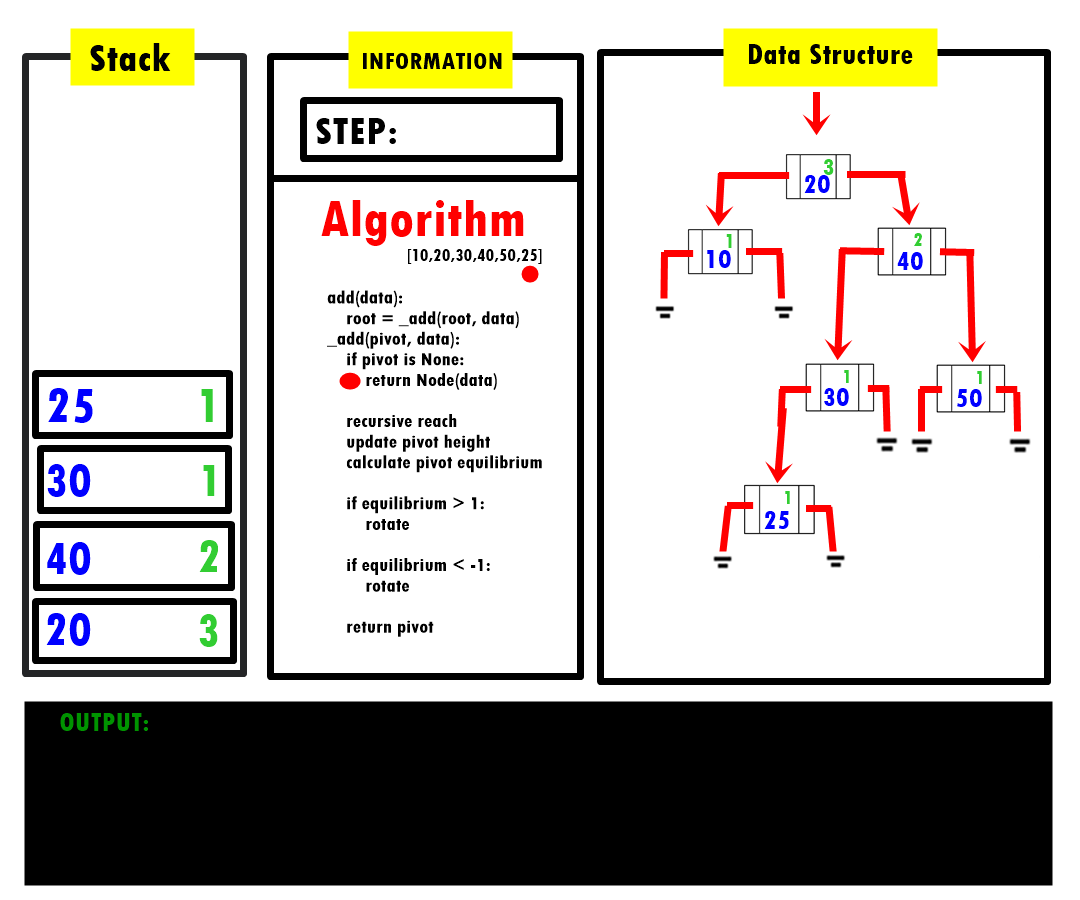 Stack
25 1
30 1
40 2
20 3
INFORMATION
STEP:
Algorithm
[10,20,30,40,50,25]
add(data):
root = _add(root, data)
_add(pivot, data):
if pivot is None:
return Node(data)
recursive reach
update pivot height
calculate pivot equilibrium
if equilibrium > 1:
rotate
if equilibrium < -1:
rotate
return pivot
Data Structure
3
20
1
10
2
40
1
30
1
50
1
25
OUTPUT: